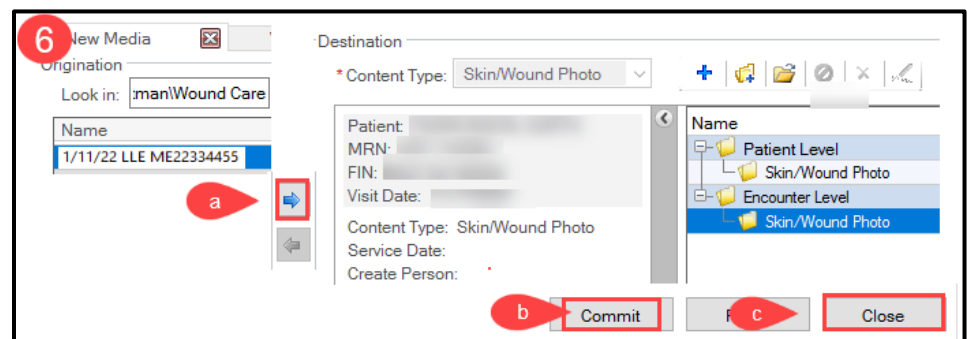 6
New Media
Origination
Look in: :man\Wound Care
Name
1/11/22 LLE ME22334455
a
Destination
* Content Type: Skin/Wound Photo
Patient:
MRN:
FIN:
Visit Date:
Content Type: Skin/Wound Photo
Service Date:
Create Person:
Name
Patient Level
Skin/Wound Photo
Encounter Level
Skin/Wound Photo
b
Commit
c
Close